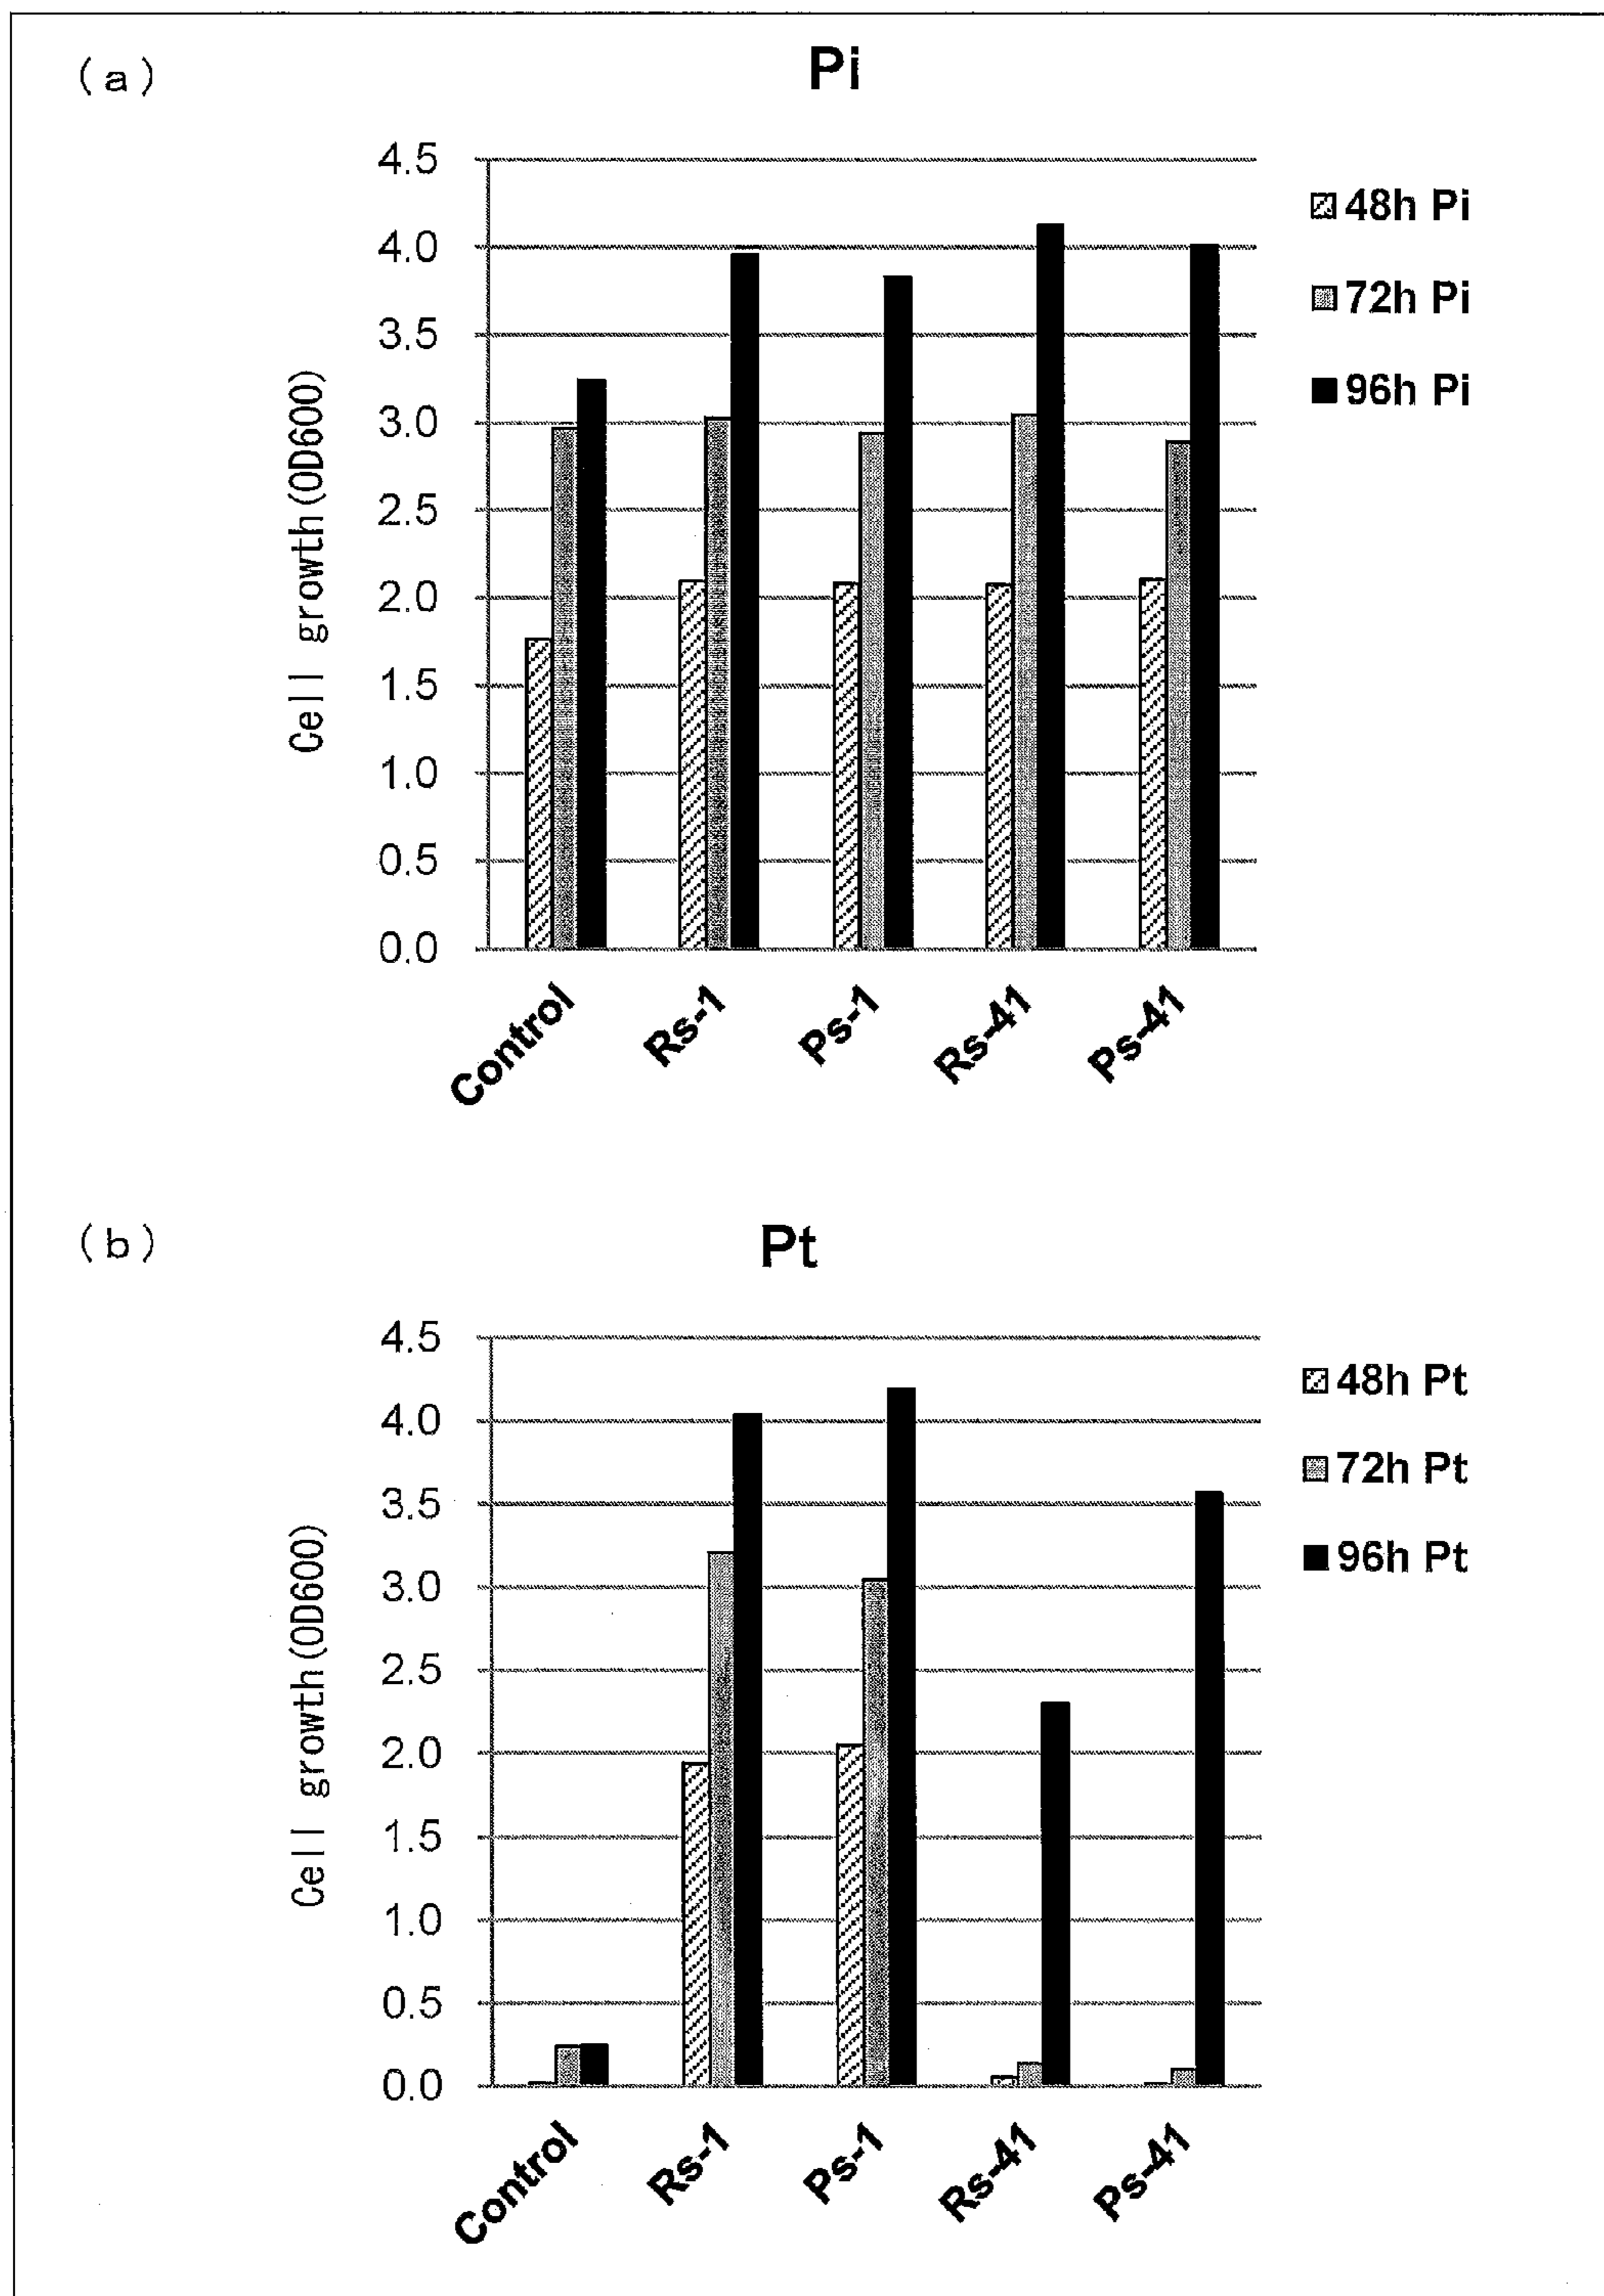 (a)
Pi
4.5
4.0
3.5
3.0
2.5
2.0
1.5
1.0
0.5
0.0
Cell growth(OD600)
48h Pi
72h Pi
96h Pi
Control
Rs-1
Ps-1
Rs-41
Ps-41
(b)
Pt
4.5
4.0
3.5
3.0
2.5
2.0
1.5
1.0
0.5
0.0
Cell growth(OD600)
48h Pt
72h Pt
96h Pt
Control
Rs-1
Ps-1
Rs-41
Ps-41